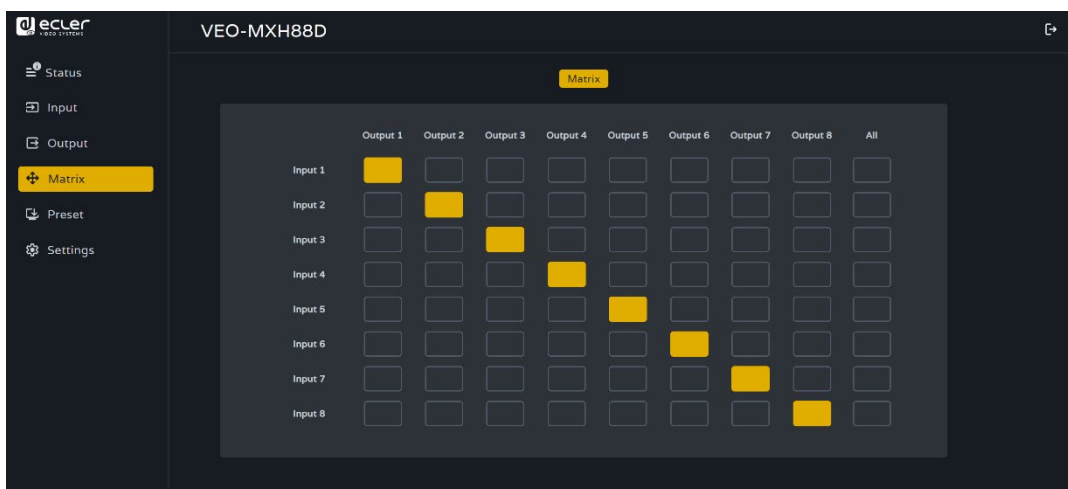 ecler
VIDEO SYSTEMS
VEO-MXH88D
Status
Input
Output
Matrix
Preset
Settings
Matrix
Output 1 Output 2 Output 3 Output 4 Output 5 Output 6 Output 7 Output 8 All
Input 1
Input 2
Input 3
Input 4
Input 5
Input 6
Input 7
Input 8